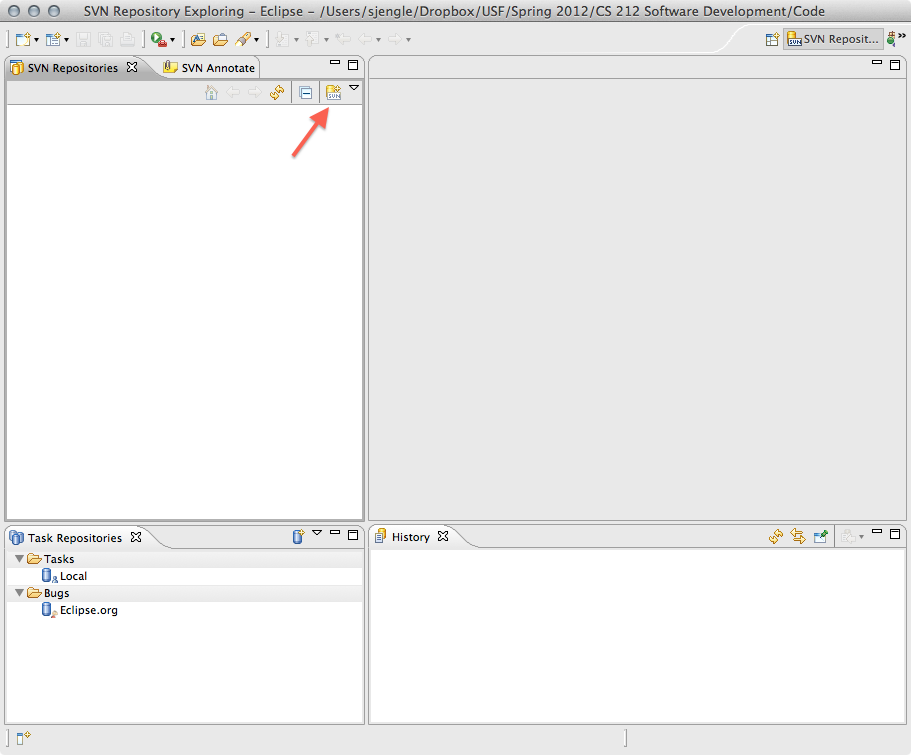 SVN Repository Exploring – Eclipse – /Users/sjengle/Dropbox/USF/Spring 2012/CS 212 Software Development/Code
SVN Reposit... »
SVN Repositories SVN Annotate
SVN
Task Repositories
Tasks
Local
Bugs
Eclipse.org
History